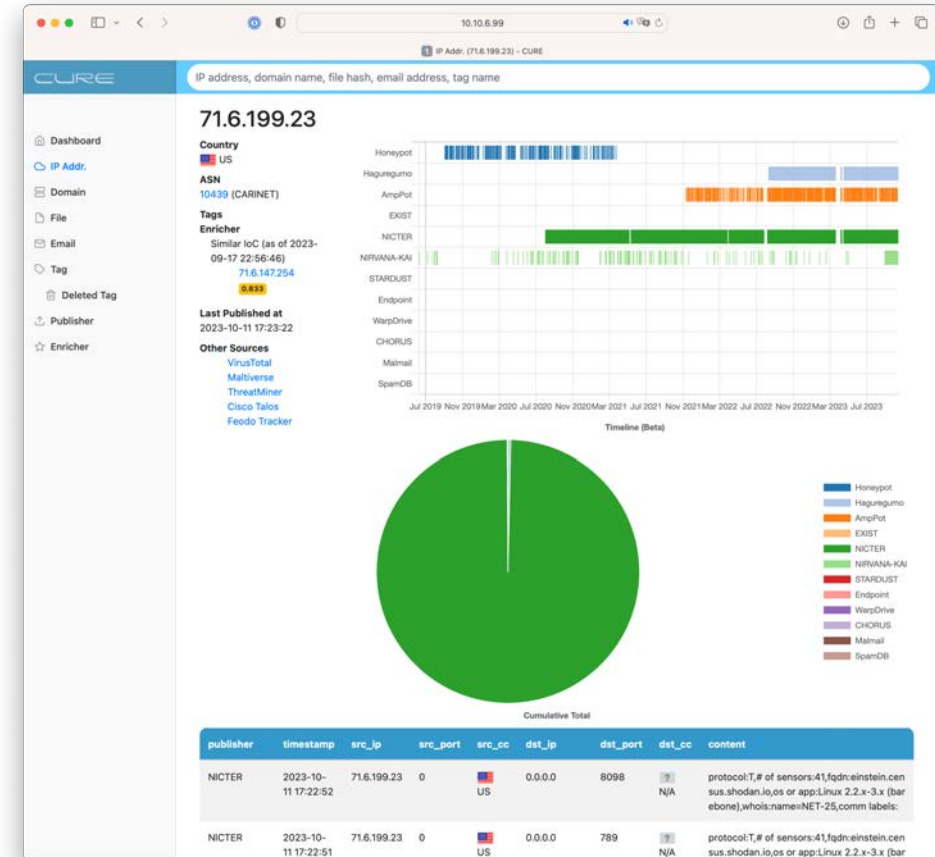 10.10.6.99
1 IP Addr. (71.6.199.23) – CURE
CURE
IP address, domain name, file hash, email address, tag name
Dashboard
IP Addr.
Domain
File
Email
Tag
Deleted Tag
Publisher
Enricher
71.6.199.23
Country
US
ASN
10439 (CARINET)
Tags
Enricher
Similar IoC (as of 2023-
09-17 22:56:46)
71.6.147.254
0.833
Last Published at
2023-10-11 17:23:22
Other Sources
VirusTotal
Maltiverse
ThreatMiner
Cisco Talos
Feodo Tracker
Honeypot
Haguregumo
AmpPot
EXIST
NICTER
NIRVANA-KAI
STARDUST
Endpoint
WarpDrive
CHORUS
Malmail
SpamDB
Jul 2019 Nov 2019 Mar 2020 Jul 2020 Nov 2020 Mar 2021 Jul 2021 Nov 2021 Mar 2022 Jul 2022 Nov 2022 Mar 2023 Jul 2023
Timeline (Beta)
Honeypot
Haguregumo
AmpPot
EXIST
NICTER
NIRVANA-KAI
STARDUST
Endpoint
WarpDrive
CHORUS
Malmail
SpamDB
Cumulative Total
publisher timestamp src_ip src_port src_cc dst_ip dst_port dst_cc content
NICTER 2023-10- 71.6.199.23 0 0.0.0.0 8098 ? protocol:T,# of sensors:41,fqdn:einstein.cen
11 17:22:52 US N/A sus.shodan.io,os or app:Linux 2.2.x-3.x (bar
ebone),whois:name=NET-25,comm labels:
NICTER 2023-10- 71.6.199.23 0 0.0.0.0 789 ? protocol:T,# of sensors:41,fqdn:einstein.cen
11 17:22:51 US N/A sus.shodan.io,os or app:Linux 2.2.x-3.x (bar